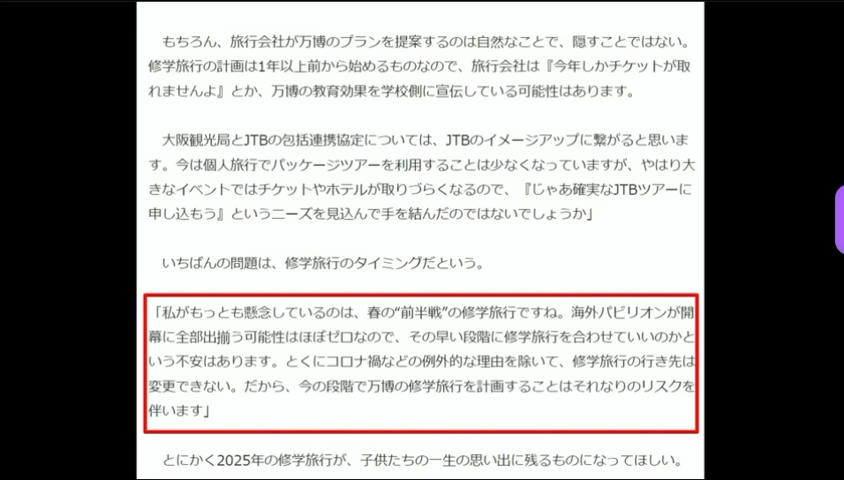 もちろん、旅行会社が万博のプランを提案するのは自然なことで、隠すことではない。
修学旅行の計画は1年以上前から始めるものなので、旅行会社は『今年しかチケットが取
れませんよ』とか、万博の教育効果を学校側に宣伝している可能性はあります。
大阪観光局とJTBの包括連携協定については、JTBのイメージアップに繋がると思いま
す。今は個人旅行でパッケージツアーを利用することは少なくなっていますが、やはり大
きなイベントではチケットやホテルが取りづらくなるので、『じゃあ確実なJTBツアーに
申し込もう』というニーズを見込んで手を結んだのではないでしょうか」
いちばんの問題は、修学旅行のタイミングだという。
「私がもっとも懸念しているのは、春の“前半戦”の修学旅行ですね。海外パビリオンが開
幕に全部出揃う可能性はほぼゼロなので、その早い段階に修学旅行を合わせていいのかと
いう不安はあります。とくにコロナ禍などの例外的な理由を除いて、修学旅行の行き先は
変更できない。だから、今の段階で万博の修学旅行を計画することはそれなりのリスクを
伴います」
とにかく2025年の修学旅行が、子供たちの一生の思い出に残るものになってほしい。